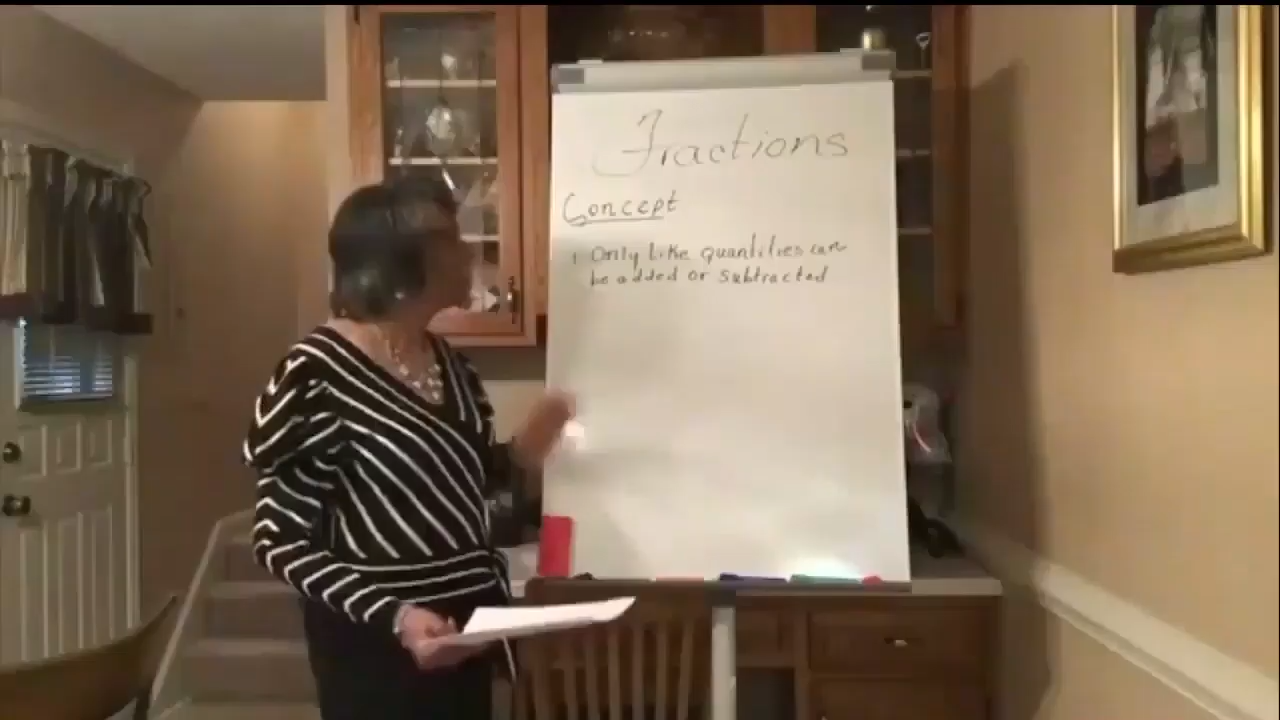 Fractions
Concept
1 Only like quantities can
be added or subtracted